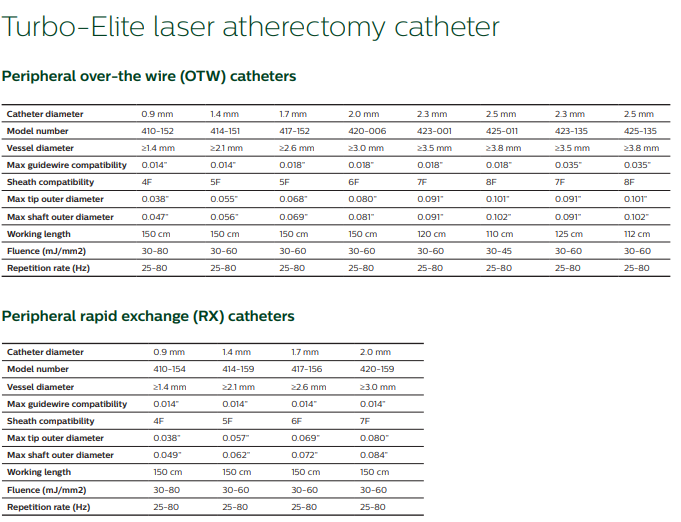 Turbo-Elite laser atherectomy catheter
Peripheral over-the wire (OTW) catheters
Catheter diameter 0.9 mm 1.4 mm 1.7 mm 2.0 mm 2.3 mm 2.5 mm 2.3 mm 2.5 mm
Model number 410-152 414-151 417-152 420-006 423-001 425-011 423-135 425-135
Vessel diameter ≥1.4 mm ≥2.1 mm ≥2.6 mm ≥3.0 mm ≥3.5 mm ≥3.8 mm ≥3.5 mm ≥3.8 mm
Max guidewire compatibility 0.014" 0.014" 0.018" 0.018" 0.018" 0.018" 0.035" 0.035"
Sheath compatibility 4F 5F 5F 6F 7F 8F 7F 8F
Max tip outer diameter 0.038" 0.055" 0.068" 0.080" 0.091" 0.101" 0.091" 0.101"
Max shaft outer diameter 0.047" 0.056" 0.069" 0.081" 0.091" 0.102" 0.091" 0.102"
Working length 150 cm 150 cm 150 cm 150 cm 120 cm 110 cm 125 cm 112 cm
Fluence (mJ/mm2) 30-80 30-60 30-60 30-60 30-60 30-45 30-60 30-60
Repetition rate (Hz) 25-80 25-80 25-80 25-80 25-80 25-80 25-80 25-80
Peripheral rapid exchange (RX) catheters
Catheter diameter 0.9 mm 1.4 mm 1.7 mm 2.0 mm
Model number 410-154 414-159 417-156 420-159
Vessel diameter ≥1.4 mm ≥2.1 mm ≥2.6 mm ≥3.0 mm
Max guidewire compatibility 0.014" 0.014" 0.014" 0.014"
Sheath compatibility 4F 5F 6F 7F
Max tip outer diameter 0.038" 0.057" 0.069" 0.080"
Max shaft outer diameter 0.049" 0.062" 0.072" 0.084"
Working length 150 cm 150 cm 150 cm 150 cm
Fluence (mJ/mm2) 30-80 30-60 30-60 30-60
Repetition rate (Hz) 25-80 25-80 25-80 25-80